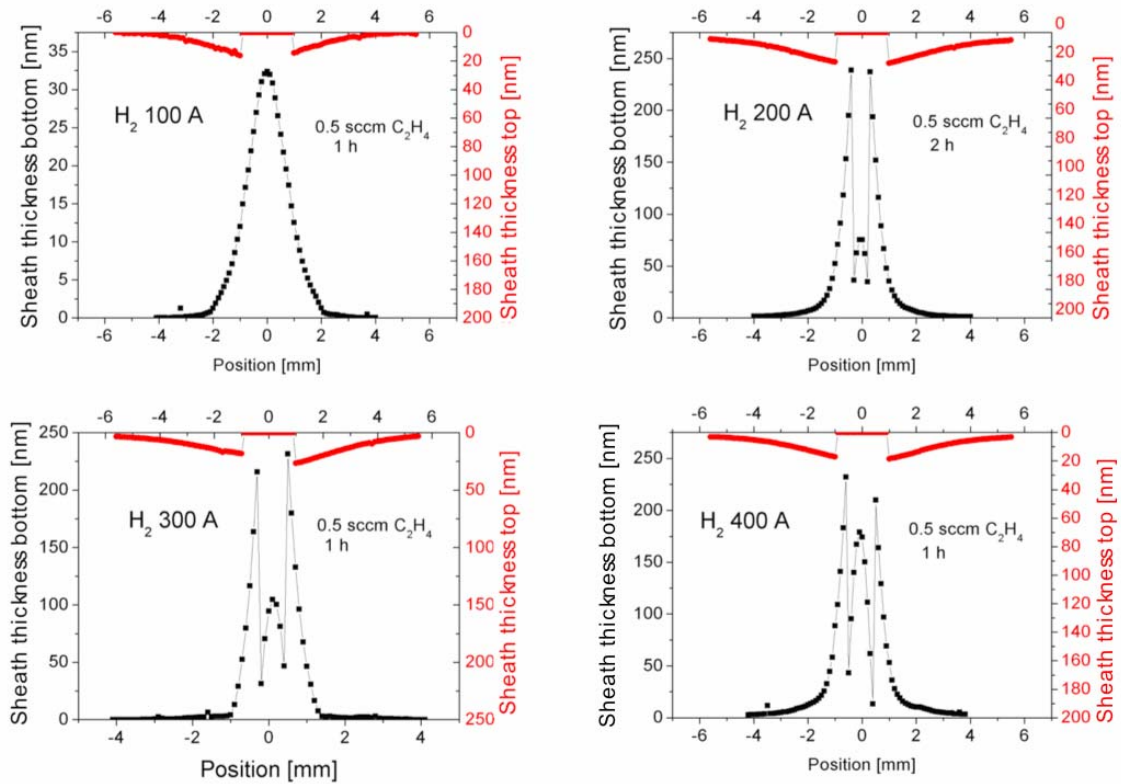 -6 -4 -2 0 2 4 6
35
30
25
20
15
10
5
0
Sheath thickness bottom [nm]
H2 100 A
0.5 sccm C2H4
1 h
0
20
40
60
80
100
120
140
160
180
200
Sheath thickness top [nm]
-6 -4 -2 0 2 4 6
Position [mm]
-6 -4 -2 0 2 4 6
250
200
150
100
50
0
Sheath thickness bottom [nm]
H2 200 A
0.5 sccm C2H4
2 h
0
20
40
60
80
100
120
140
160
180
200
Sheath thickness top [nm]
-6 -4 -2 0 2 4 6
Position [mm]
-6 -4 -2 0 2 4 6
250
200
150
100
50
0
Sheath thickness bottom [nm]
H2 300 A
0.5 sccm C2H4
1 h
0
50
100
150
200
250
Sheath thickness top [nm]
-4 -2 0 2 4
Position [mm]
-6 -4 -2 0 2 4 6
250
200
150
100
50
0
Sheath thickness bottom [nm]
H2 400 A
0.5 sccm C2H4
1 h
0
20
40
60
80
100
120
140
160
180
200
Sheath thickness top [nm]
-6 -4 -2 0 2 4 6
Position [mm]